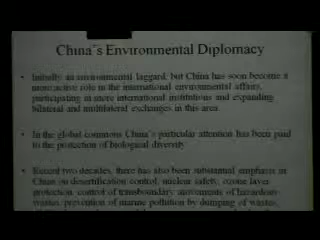 China's Environmental Diplomacy
• Initially an environmental laggard, but China has soon become a
more active role in the international environmental affairs,
participating in more international institutions and expanding
bilateral and multilateral exchanges in this area.
• In the global commons China's particular attention has been paid
to the protection of biological diversity
• Recent two decades, there has also been substantial emphasis in
China on desertification control, nuclear safety, ozone layer
protection, control of transboundary movements of hazardous
wastes, prevention of marine pollution by dumping of wastes,